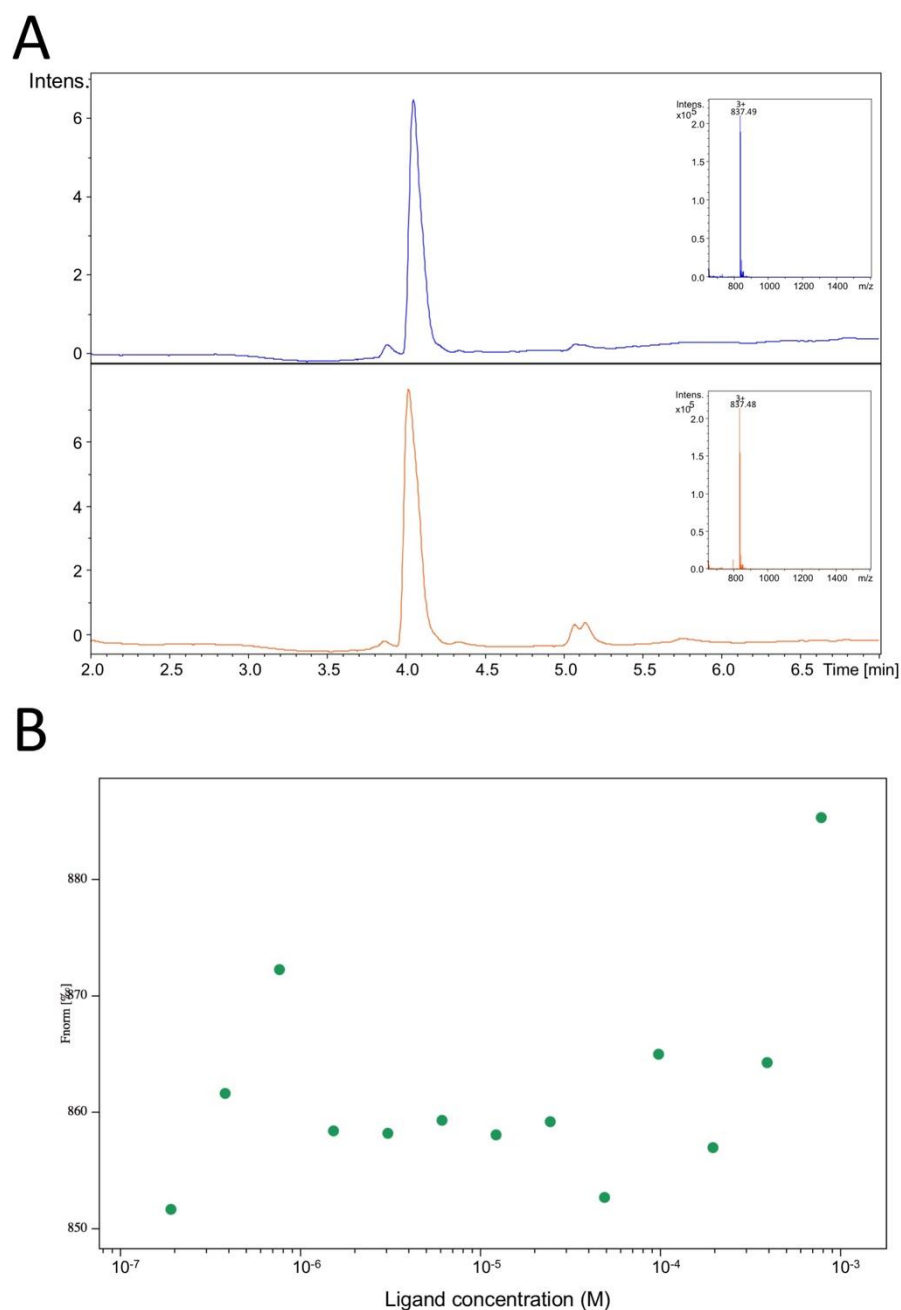 A
Intens.
6
4
2
0
Intens.
x10⁵
3+
837.49
2.0
1.5
1.0
0.5
0.0
800 1000 1200 1400 m/z
6
4
2
0
Intens.
x10⁵
3+
837.48
2.0
1.5
1.0
0.5
0.0
800 1000 1200 1400 m/z
2.0 2.5 3.0 3.5 4.0 4.5 5.0 5.5 6.0 6.5 Time [min]
B
Fnorm [‰]
880
870
860
850
10⁻⁷ 10⁻⁶ 10⁻⁵ 10⁻⁴ 10⁻³
Ligand concentration (M)